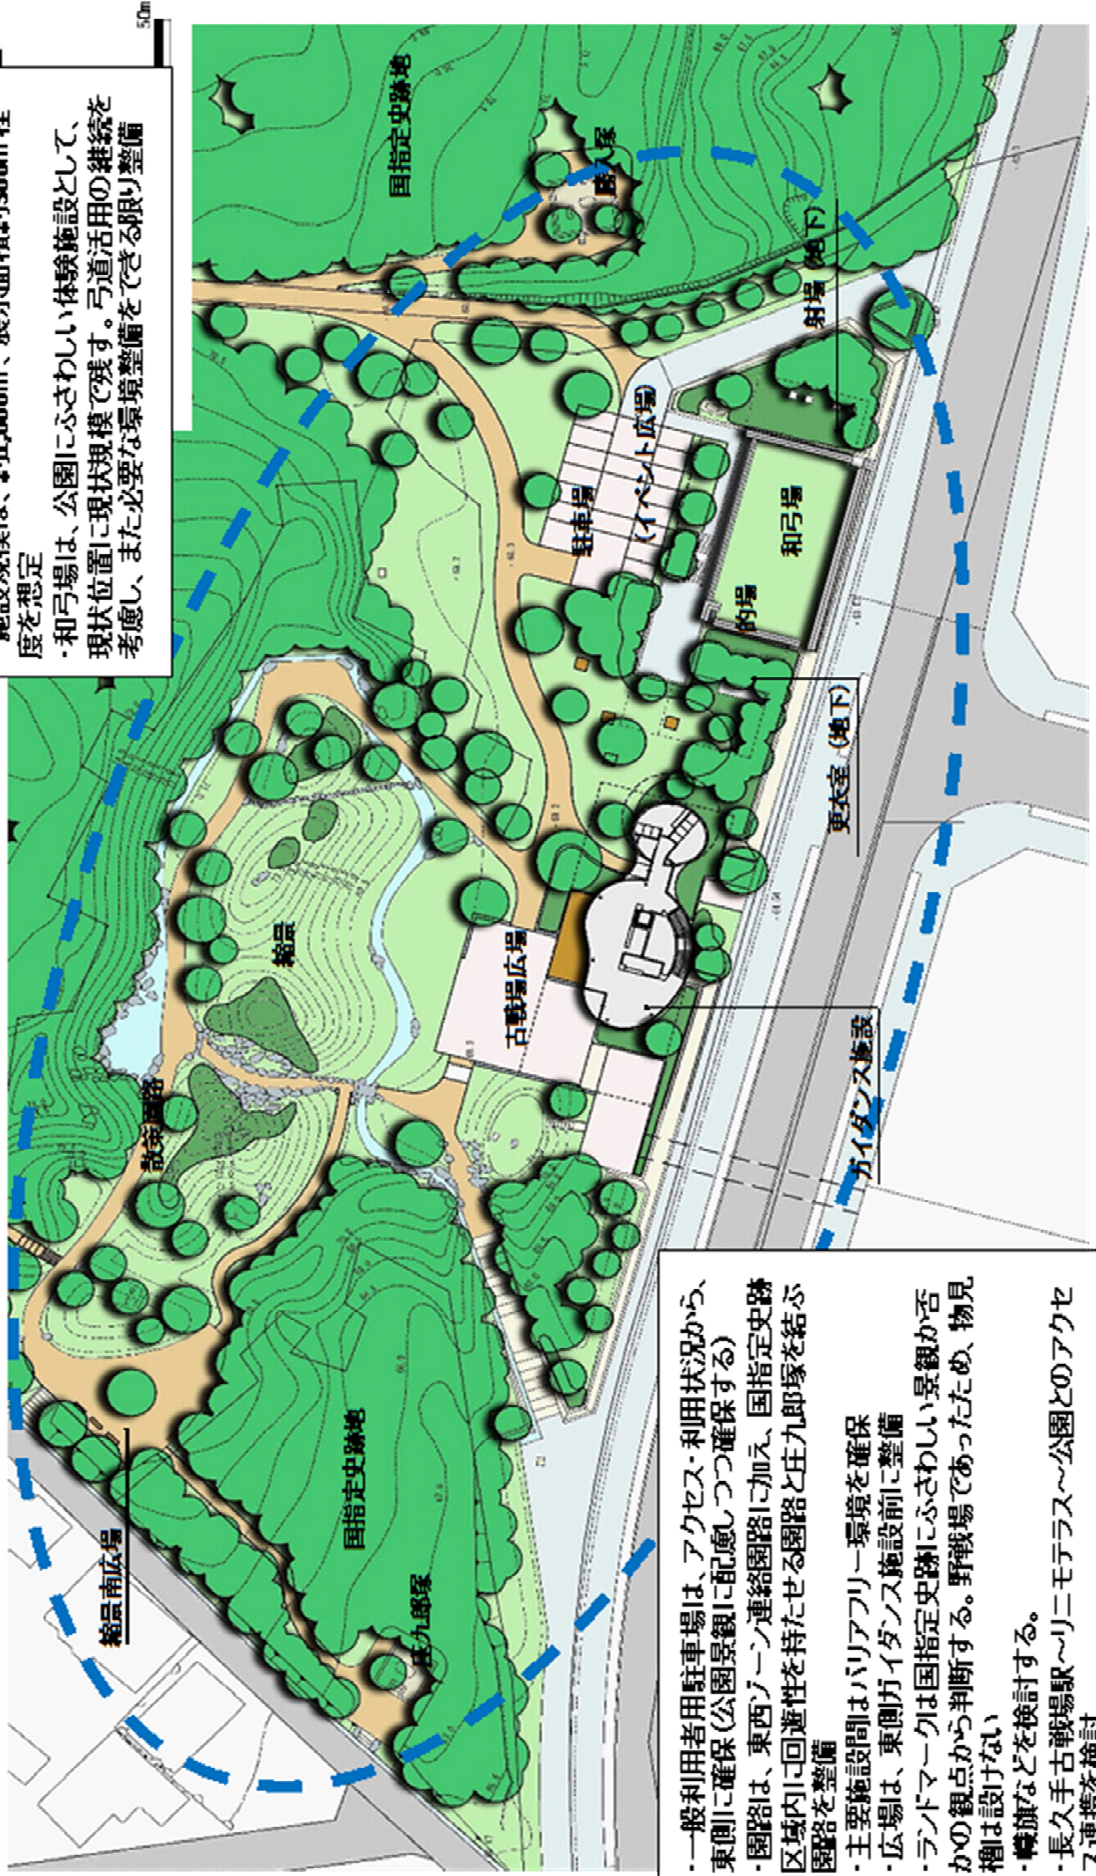 50m
度を想定
・和弓場は、公園にふさわしい体験施設として、
現状位置に現状規模で残す。弓道活用の継続を
考慮し、また必要な環境整備をできる限り整備
国指定史跡地
射場（地下）
駐車場
（イベント広場）
和弓場
的場
更衣室（地下）
縮景
古戦場広場
散策園路
ガイダンス施設
縮景南広場
国指定史跡地
庄九郎塚
・一般利用者用駐車場は、アクセス・利用状況から、
東側に確保（公園景観に配慮しつつ確保する）
・園路は、東西ゾーン連絡園路に加え、国指定史跡
区域内に回遊性を持たせる園路と庄九郎塚を結ぶ
園路を整備
・主要施設間はバリアフリー環境を確保
・広場は、東側ガイダンス施設前に整備
・ランドマークは国指定史跡にふさわしい景観か否
かの観点から判断する。野戦場であったため、物見
櫓は設けない
幟旗などを検討する。
長久手古戦場駅～リニモテラス～公園とのアクセ
ス連携を検討